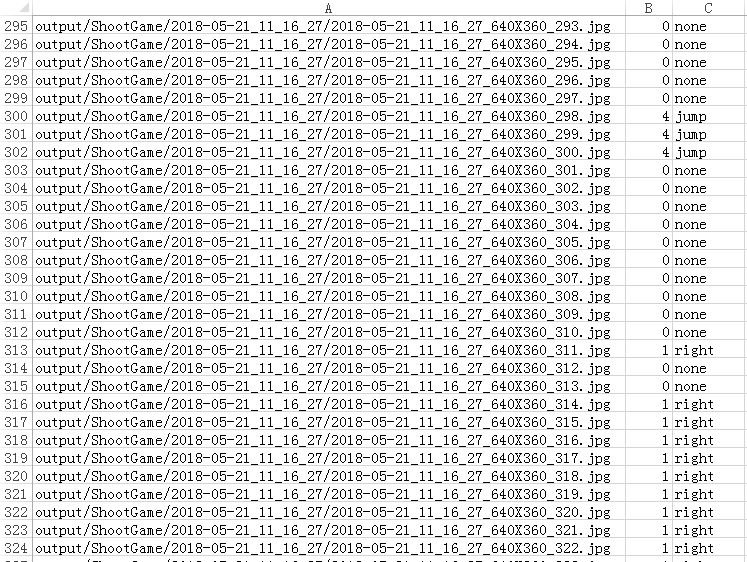 A B C
295 output/ShootGame/2018-05-21_11_16_27/2018-05-21_11_16_27_640X360_293.jpg 0 none
296 output/ShootGame/2018-05-21_11_16_27/2018-05-21_11_16_27_640X360_294.jpg 0 none
297 output/ShootGame/2018-05-21_11_16_27/2018-05-21_11_16_27_640X360_295.jpg 0 none
298 output/ShootGame/2018-05-21_11_16_27/2018-05-21_11_16_27_640X360_296.jpg 0 none
299 output/ShootGame/2018-05-21_11_16_27/2018-05-21_11_16_27_640X360_297.jpg 0 none
300 output/ShootGame/2018-05-21_11_16_27/2018-05-21_11_16_27_640X360_298.jpg 4 jump
301 output/ShootGame/2018-05-21_11_16_27/2018-05-21_11_16_27_640X360_299.jpg 4 jump
302 output/ShootGame/2018-05-21_11_16_27/2018-05-21_11_16_27_640X360_300.jpg 4 jump
303 output/ShootGame/2018-05-21_11_16_27/2018-05-21_11_16_27_640X360_301.jpg 0 none
304 output/ShootGame/2018-05-21_11_16_27/2018-05-21_11_16_27_640X360_302.jpg 0 none
305 output/ShootGame/2018-05-21_11_16_27/2018-05-21_11_16_27_640X360_303.jpg 0 none
306 output/ShootGame/2018-05-21_11_16_27/2018-05-21_11_16_27_640X360_304.jpg 0 none
307 output/ShootGame/2018-05-21_11_16_27/2018-05-21_11_16_27_640X360_305.jpg 0 none
308 output/ShootGame/2018-05-21_11_16_27/2018-05-21_11_16_27_640X360_306.jpg 0 none
309 output/ShootGame/2018-05-21_11_16_27/2018-05-21_11_16_27_640X360_307.jpg 0 none
310 output/ShootGame/2018-05-21_11_16_27/2018-05-21_11_16_27_640X360_308.jpg 0 none
311 output/ShootGame/2018-05-21_11_16_27/2018-05-21_11_16_27_640X360_309.jpg 0 none
312 output/ShootGame/2018-05-21_11_16_27/2018-05-21_11_16_27_640X360_310.jpg 0 none
313 output/ShootGame/2018-05-21_11_16_27/2018-05-21_11_16_27_640X360_311.jpg 1 right
314 output/ShootGame/2018-05-21_11_16_27/2018-05-21_11_16_27_640X360_312.jpg 0 none
315 output/ShootGame/2018-05-21_11_16_27/2018-05-21_11_16_27_640X360_313.jpg 0 none
316 output/ShootGame/2018-05-21_11_16_27/2018-05-21_11_16_27_640X360_314.jpg 1 right
317 output/ShootGame/2018-05-21_11_16_27/2018-05-21_11_16_27_640X360_315.jpg 1 right
318 output/ShootGame/2018-05-21_11_16_27/2018-05-21_11_16_27_640X360_316.jpg 1 right
319 output/ShootGame/2018-05-21_11_16_27/2018-05-21_11_16_27_640X360_317.jpg 1 right
320 output/ShootGame/2018-05-21_11_16_27/2018-05-21_11_16_27_640X360_318.jpg 1 right
321 output/ShootGame/2018-05-21_11_16_27/2018-05-21_11_16_27_640X360_319.jpg 1 right
322 output/ShootGame/2018-05-21_11_16_27/2018-05-21_11_16_27_640X360_320.jpg 1 right
323 output/ShootGame/2018-05-21_11_16_27/2018-05-21_11_16_27_640X360_321.jpg 1 right
324 output/ShootGame/2018-05-21_11_16_27/2018-05-21_11_16_27_640X360_322.jpg 1 right